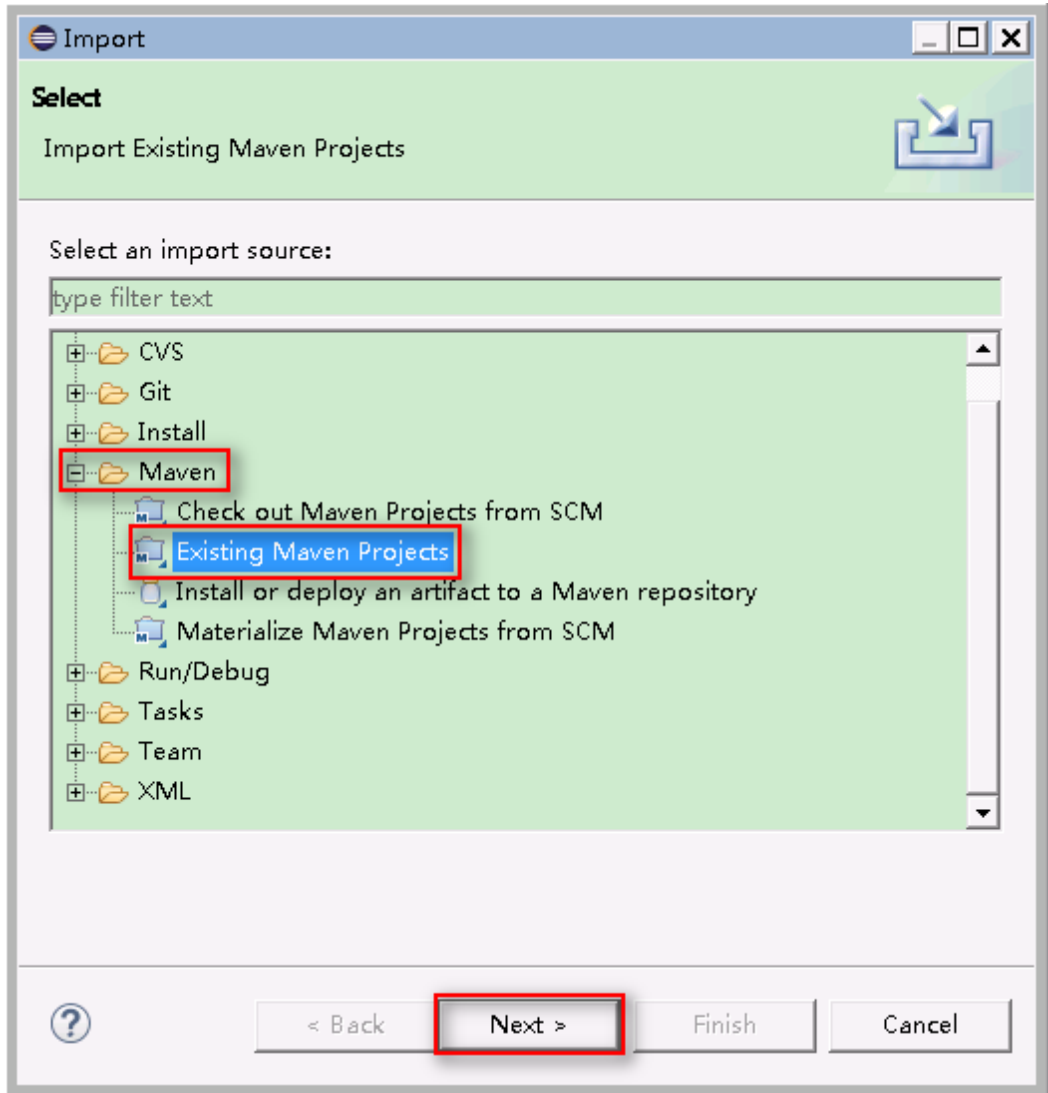 Import
Select
Import Existing Maven Projects
Select an import source:
type filter text
CVS
Git
Install
Maven
Check out Maven Projects from SCM
Existing Maven Projects
Install or deploy an artifact to a Maven repository
Materialize Maven Projects from SCM
Run/Debug
Tasks
Team
XML
< Back Next > Finish Cancel